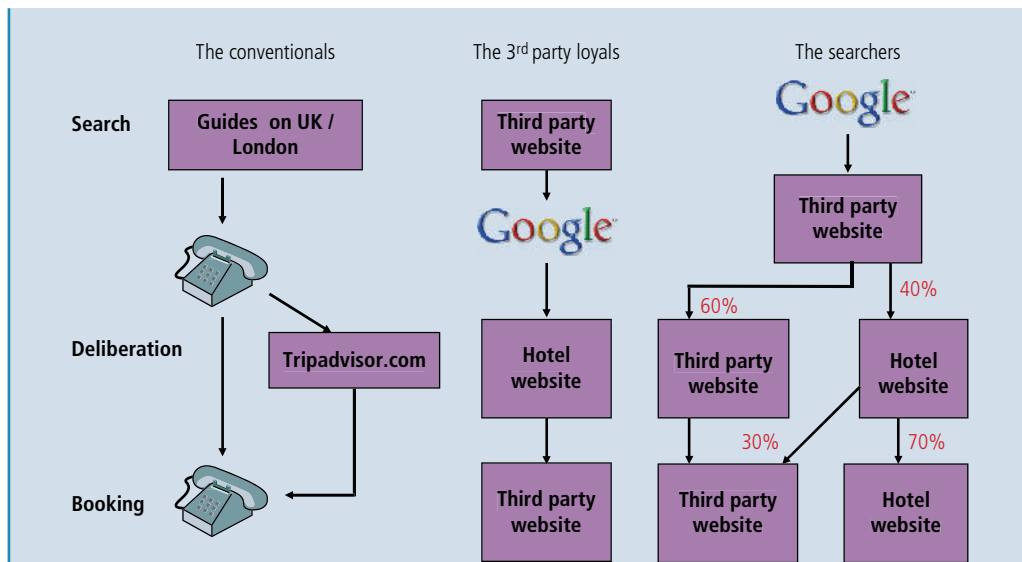 The conventionals
The 3rd party loyals
The searchers
Search
Guides on UK /
London
Third party
website
Google™
Third party
website
Google™
60%
40%
Deliberation
Tripadvisor.com
Hotel
website
Third party
website
Hotel
website
30%
70%
Booking
Third party
website
Third party
website
Hotel
website